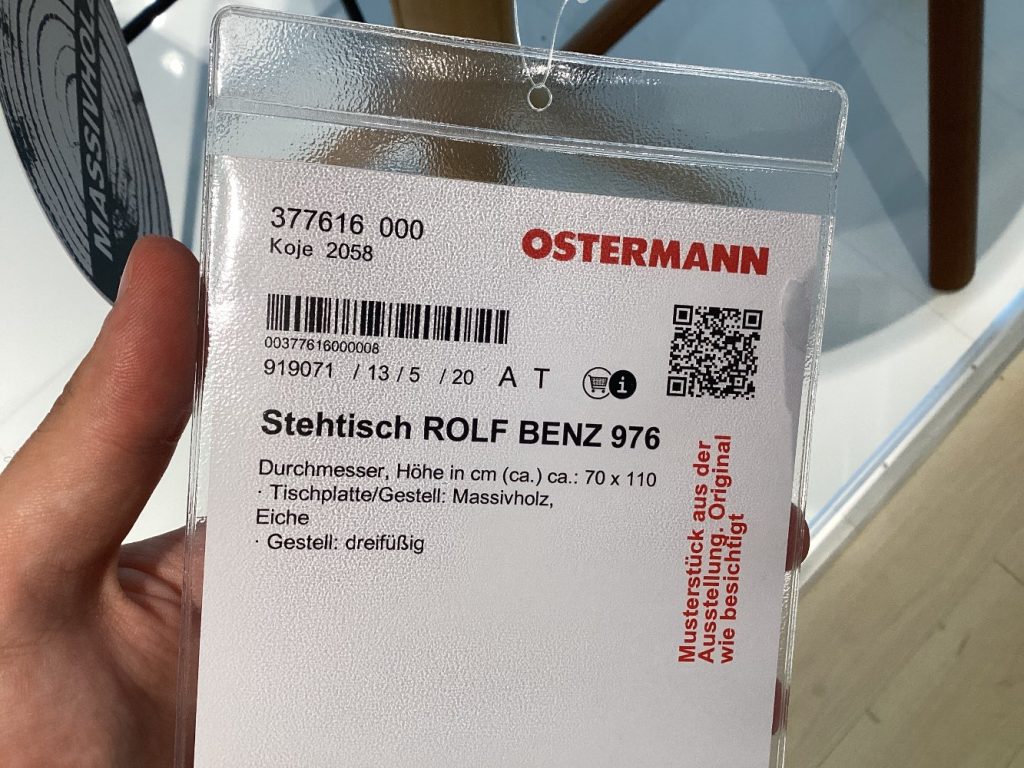 MASSIVHOLZ
377616 000
Koje 2058
OSTERMANN
00377616000008
919071 / 13 / 5 / 20 A T
i
Stehtisch ROLF BENZ 976
Durchmesser, Höhe in cm (ca.) ca.: 70 x 110
· Tischplatte/Gestell: Massivholz,
Eiche
· Gestell: dreifüßig
Musterstück aus der
Ausstellung. Original
wie besichtigt